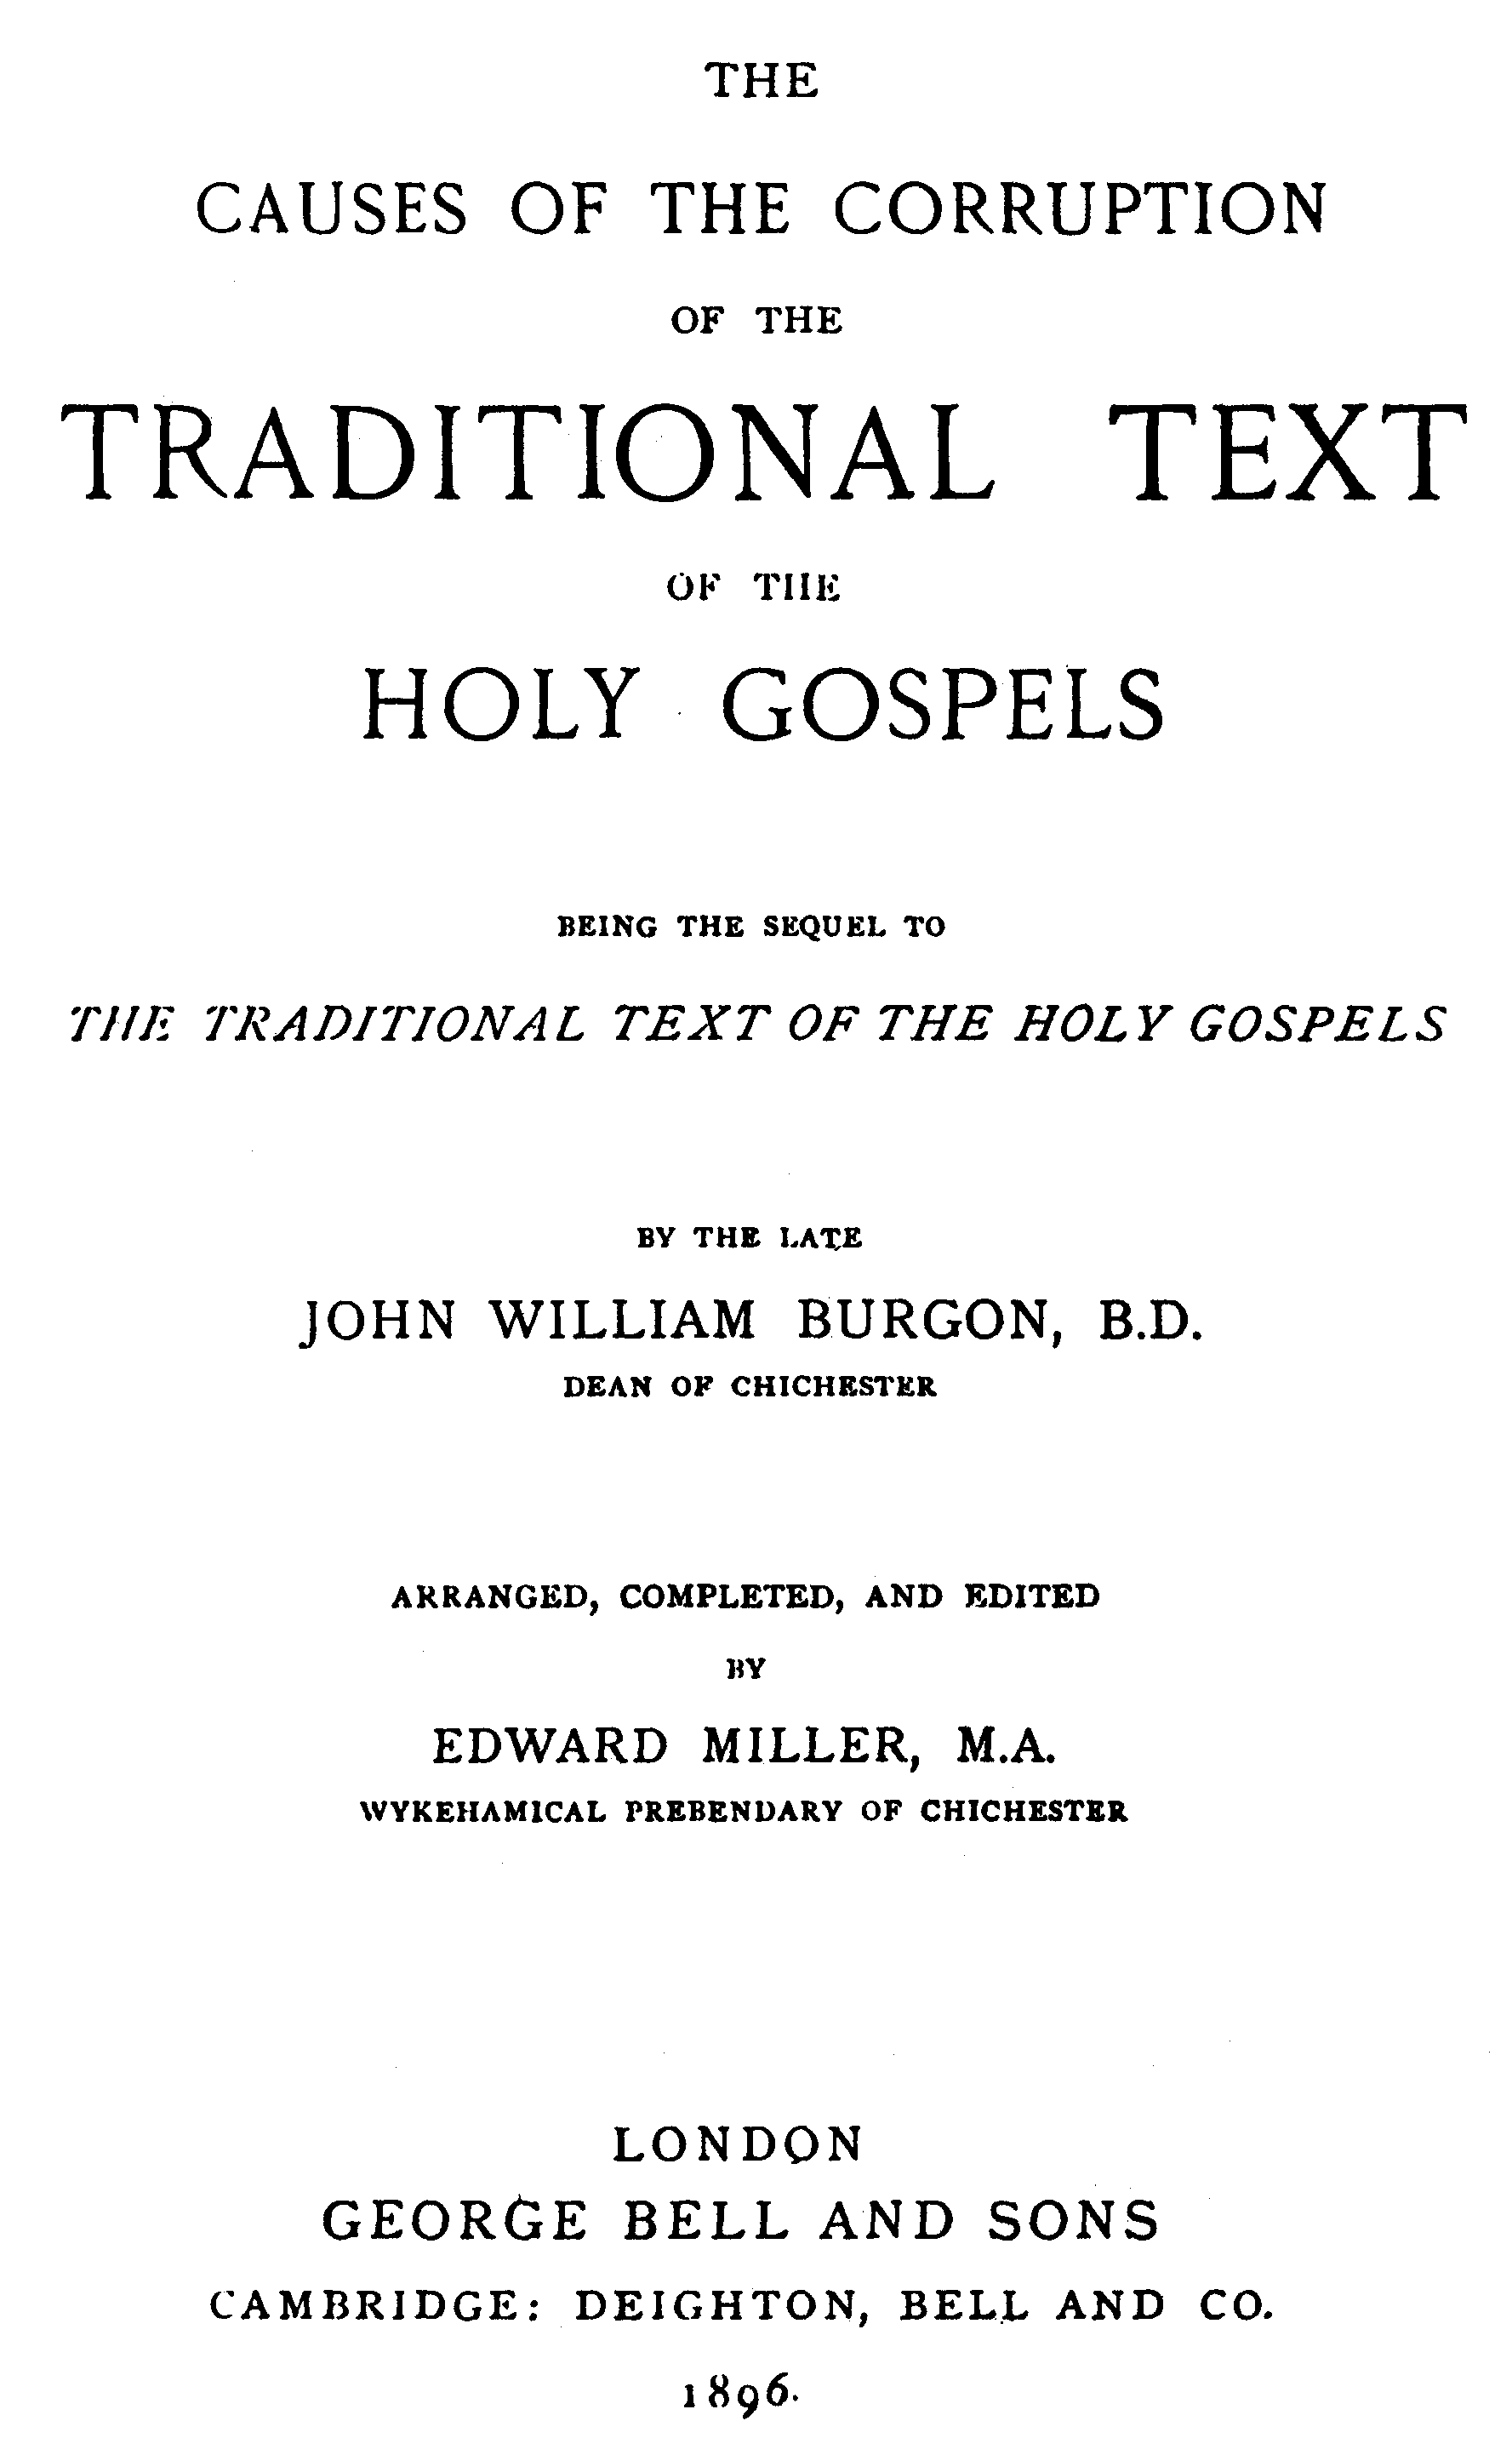 THE
CAUSES OF THE CORRUPTION
OF THE
TRADITIONAL TEXT
OF THE
HOLY GOSPELS
BEING THE SEQUEL TO
THE TRADITIONAL TEXT OF THE HOLY GOSPELS
BY THE LATE
JOHN WILLIAM BURGON, B.D.
DEAN OF CHICHESTER
ARRANGED, COMPLETED, AND EDITED
BY
EDWARD MILLER, M.A.
WYKEHAMICAL PREBENDARY OF CHICHESTER
LONDON
GEORGE BELL AND SONS
CAMBRIDGE: DEIGHTON, BELL AND CO.
1896.